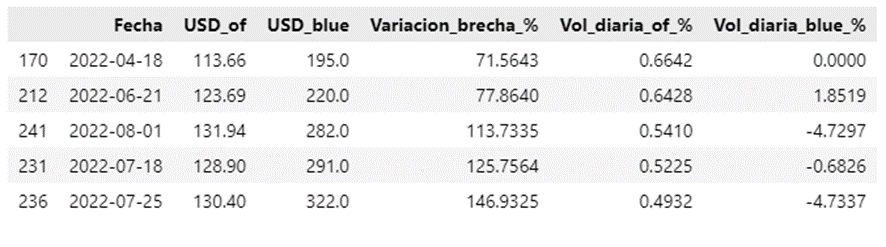 Fecha USD_of USD_blue Variacion_brecha_% Vol_diaria_of_% Vol_diaria_blue_%
170 2022-04-18 113.66 195.0 71.5643 0.6642 0.0000
212 2022-06-21 123.69 220.0 77.8640 0.6428 1.8519
241 2022-08-01 131.94 282.0 113.7335 0.5410 -4.7297
231 2022-07-18 128.90 291.0 125.7564 0.5225 -0.6826
236 2022-07-25 130.40 322.0 146.9325 0.4932 -4.7337